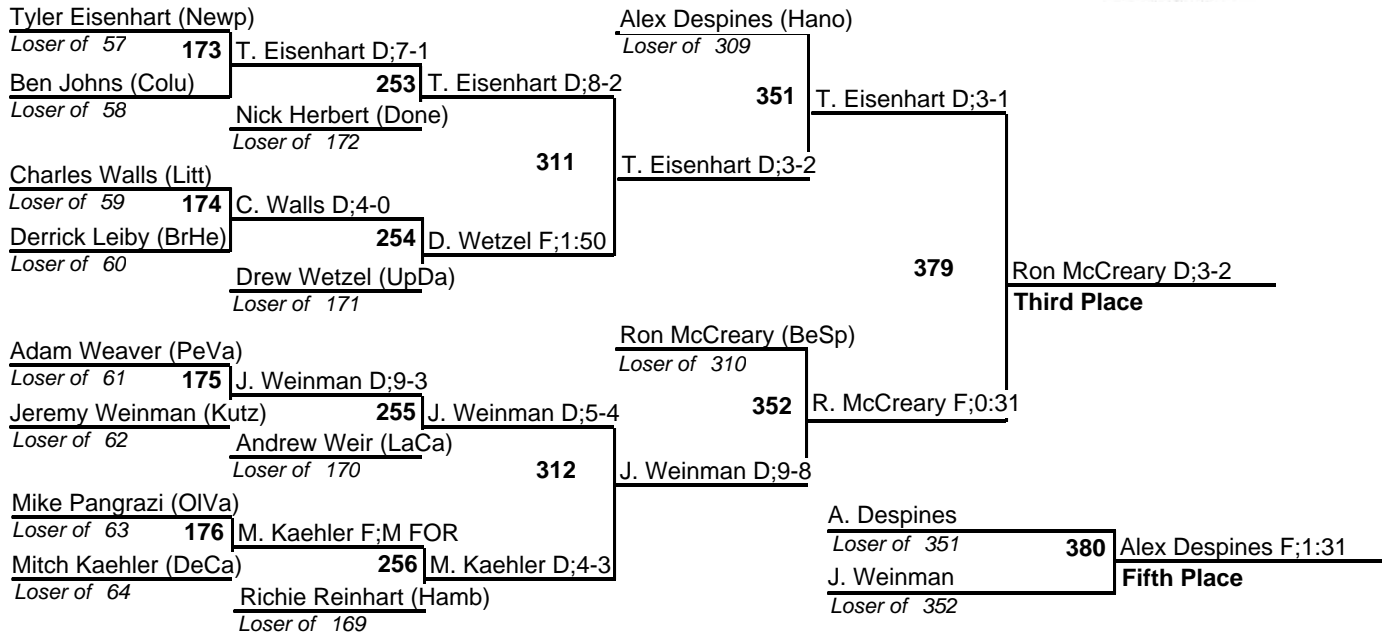 Tyler Eisenhart (Newp)
Loser of 57
173
T. Eisenhart D;7-1
Ben Johns (Colu)
Loser of 58
253
T. Eisenhart D;8-2
Nick Herbert (Done)
Loser of 172
Charles Walls (Litt)
Loser of 59
174
C. Walls D;4-0
Derrick Leiby (BrHe)
Loser of 60
254
D. Wetzel F;1:50
Drew Wetzel (UpDa)
Loser of 171
311
T. Eisenhart D;3-2
Alex Despines (Hano)
Loser of 309
351
T. Eisenhart D;3-1
Adam Weaver (PeVa)
Loser of 61
175
J. Weinman D;9-3
Jeremy Weinman (Kutz)
Loser of 62
255
J. Weinman D;5-4
Andrew Weir (LaCa)
Loser of 170
Mike Pangrazi (OlVa)
Loser of 63
176
M. Kaehler F;M FOR
Mitch Kaehler (DeCa)
Loser of 64
256
M. Kaehler D;4-3
Richie Reinhart (Hamb)
Loser of 169
312
J. Weinman D;9-8
Ron McCreary (BeSp)
Loser of 310
352
R. McCreary F;0:31
379
Ron McCreary D;3-2
Third Place
A. Despines
Loser of 351
380
Alex Despines F;1:31
J. Weinman
Fifth Place
Loser of 352